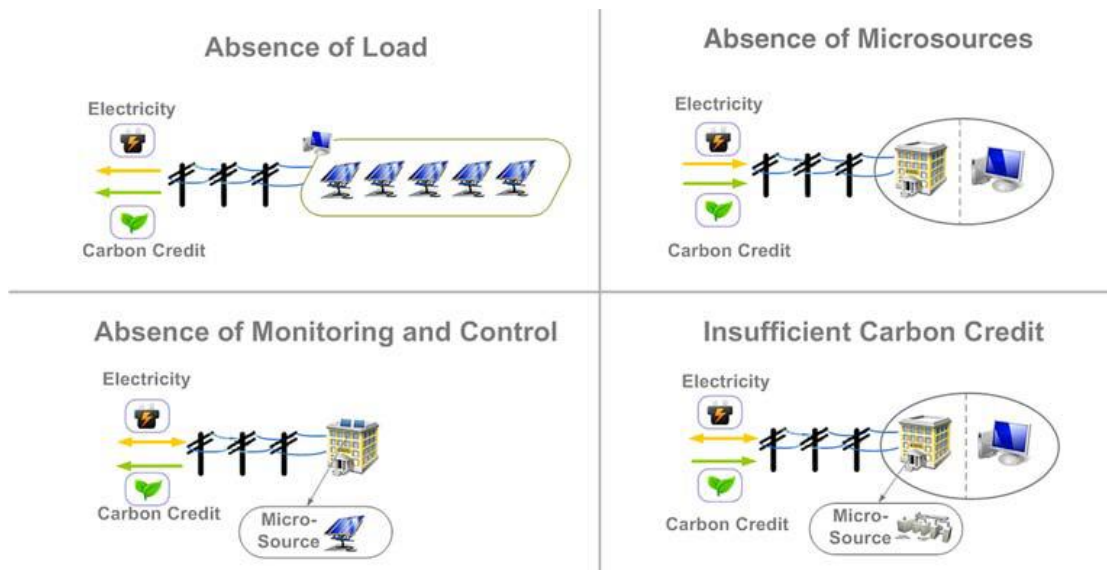 Absence of Load
Electricity
Carbon Credit
Absence of Microsources
Electricity
Carbon Credit
Absence of Monitoring and Control
Electricity
Carbon Credit
Micro-
Source
Insufficient Carbon Credit
Electricity
Carbon Credit
Micro-
Source